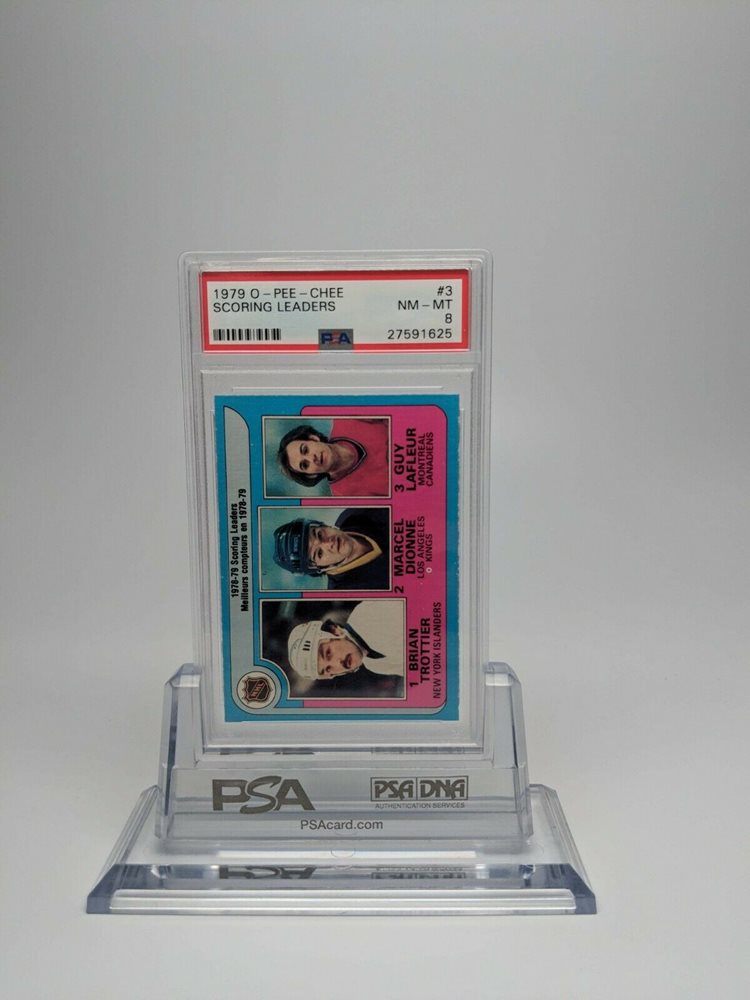 1979 O-PEE-CHEE #3
SCORING LEADERS NM-MT
8
PSA 27591625
1978-79 Scoring Leaders
Meilleurs compteurs en 1978-79
NHL
1 BRIAN
TROTTIER
NEW YORK ISLANDERS
2 MARCEL
DIONNE
LOS ANGELES
KINGS
3 GUY
LAFLEUR
MONTREAL
CANADIENS
PSA PSA DNA
AUTHENTICATION SERVICES
PSAcard.com